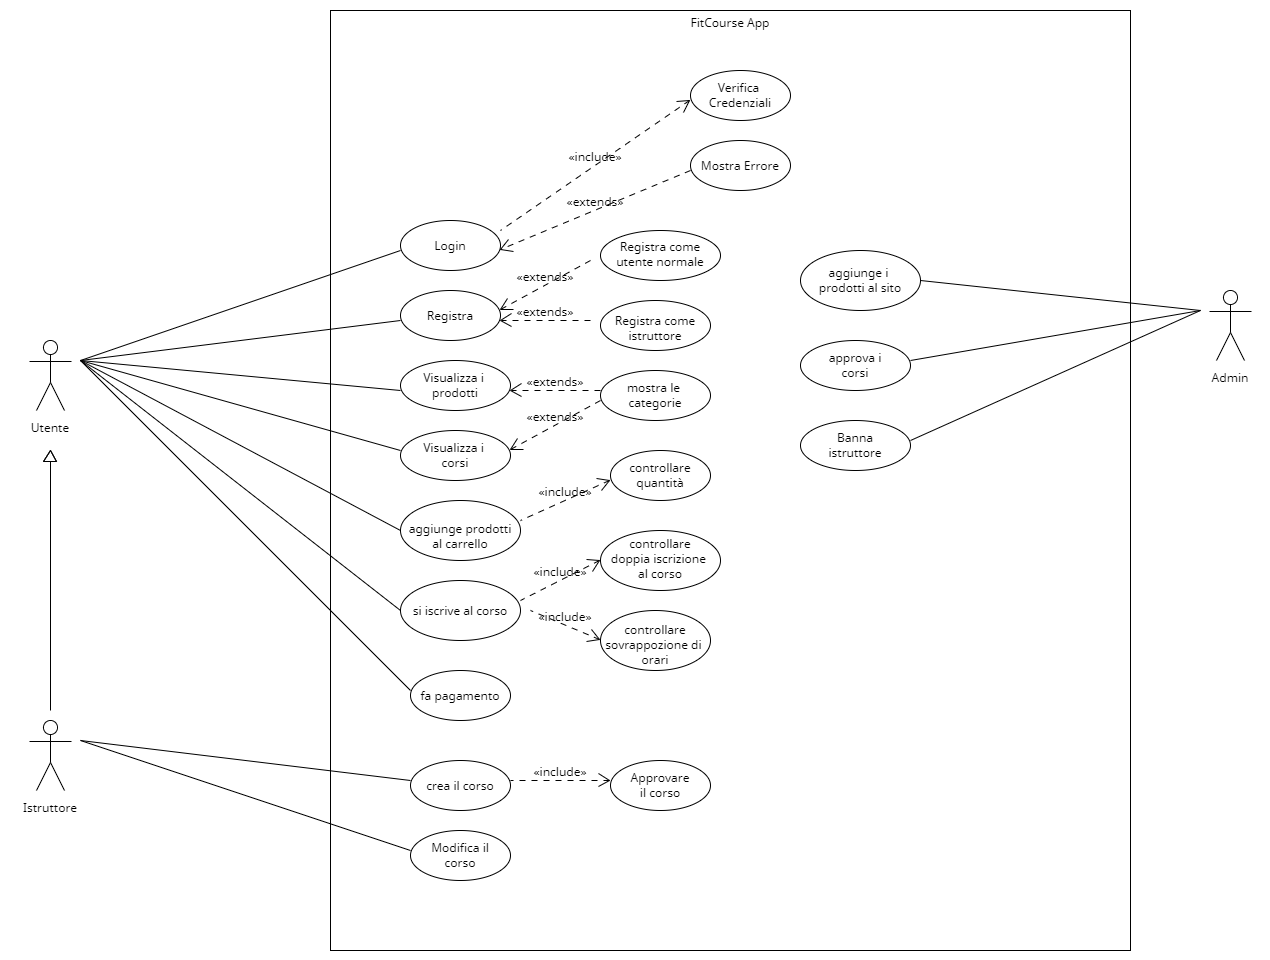 FitCourse App
Verifica
Credenziali
«include»
Mostra Errore
«extends»
Login
Registra come
utente normale
«extends»
Registra
«extends»
Registra come
istruttore
aggiunge i
prodotti al sito
Admin
Utente
Visualizza i
prodotti
«extends»
mostra le
categorie
«extends»
approva i
corsi
Visualizza i
corsi
Banna
istruttore
controllare
quantità
«include»
aggiunge prodotti
al carrello
controllare
doppia iscrizione
al corso
«include»
si iscrive al corso
«include»
controllare
sovrappozione di
orari
fa pagamento
Istruttore
crea il corso
«include»
Approvare
il corso
Modifica il
corso